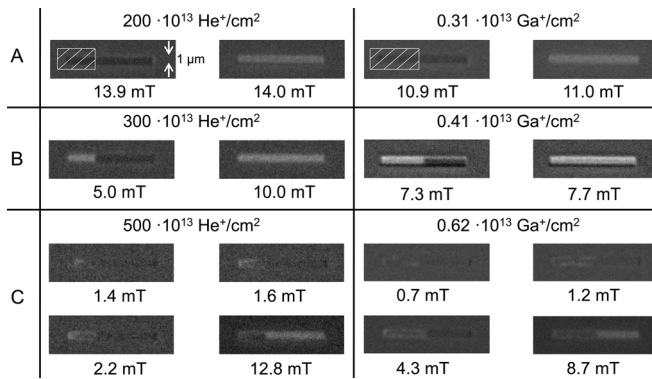 200 ·10¹³ He⁺/cm² 0.31 ·10¹³ Ga⁺/cm²
A
1 µm
13.9 mT 14.0 mT 10.9 mT 11.0 mT
300 ·10¹³ He⁺/cm² 0.41 ·10¹³ Ga⁺/cm²
B
5.0 mT 10.0 mT 7.3 mT 7.7 mT
500 ·10¹³ He⁺/cm² 0.62 ·10¹³ Ga⁺/cm²
1.4 mT 1.6 mT 0.7 mT 1.2 mT
C
2.2 mT 12.8 mT 4.3 mT 8.7 mT